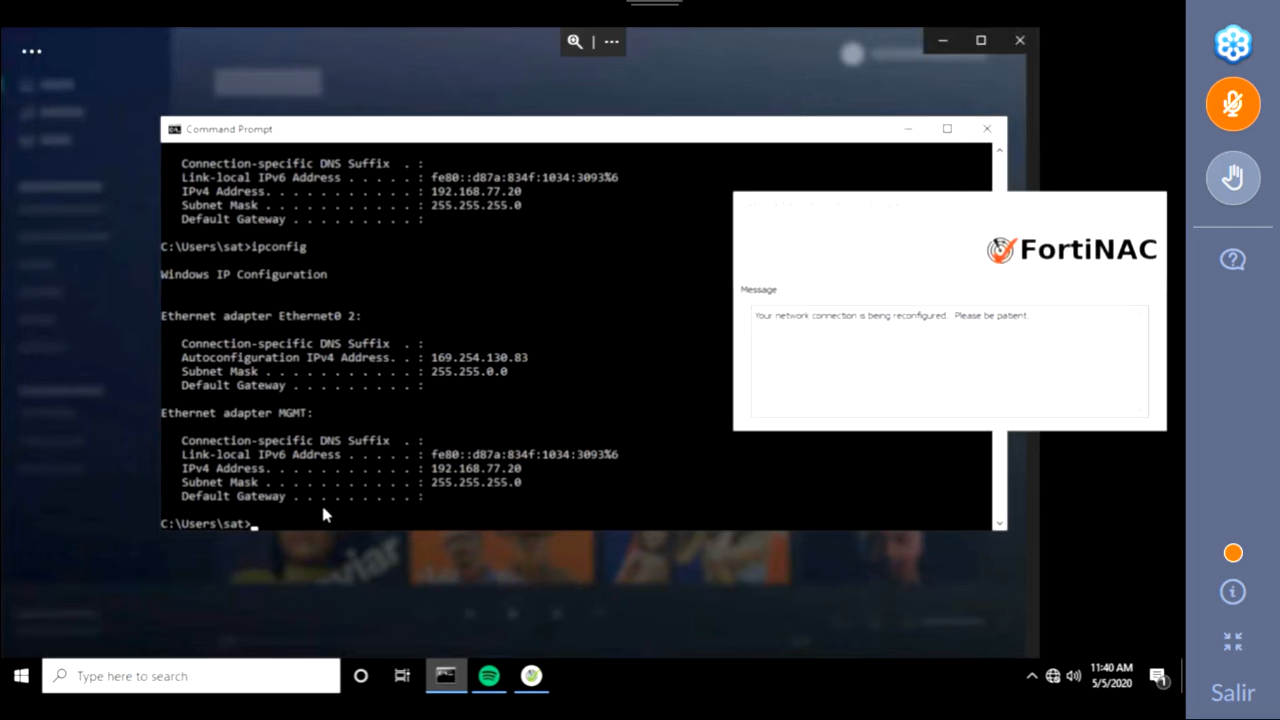 Command Prompt
Connection-specific DNS Suffix . :
Link-local IPv6 Address . . . . . : fe80::d87a:834f:1034:3093%6
IPv4 Address. . . . . . . . . . . : 192.168.77.20
Subnet Mask . . . . . . . . . . . : 255.255.255.0
Default Gateway . . . . . . . . . :
C:\Users\sat>ipconfig
Windows IP Configuration
Ethernet adapter Ethernet0 2:
Connection-specific DNS Suffix . :
Autoconfiguration IPv4 Address. . : 169.254.130.83
Subnet Mask . . . . . . . . . . . : 255.255.0.0
Default Gateway . . . . . . . . . :
Ethernet adapter MGMT:
Connection-specific DNS Suffix . :
Link-local IPv6 Address . . . . . : fe80::d87a:834f:1034:3093%6
IPv4 Address. . . . . . . . . . . : 192.168.77.20
Subnet Mask . . . . . . . . . . . : 255.255.255.0
Default Gateway . . . . . . . . . :
C:\Users\sat>
FortiNAC
Message
Your network connection is being reconfigured. Please be patient.
viar
Type here to search
11:40 AM
5/5/2020
1
Salir